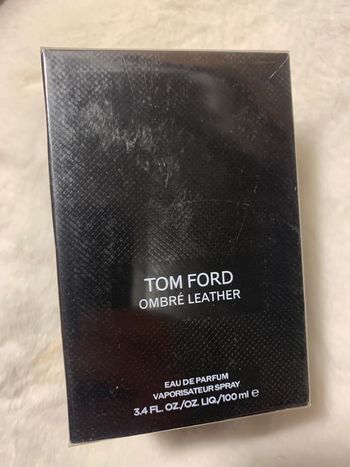 TOM FORD
OMBRÉ LEATHER
EAU DE PARFUM
VAPORISATEUR SPRAY
3.4 FL. OZ./OZ. LIQ/100 ml ℮